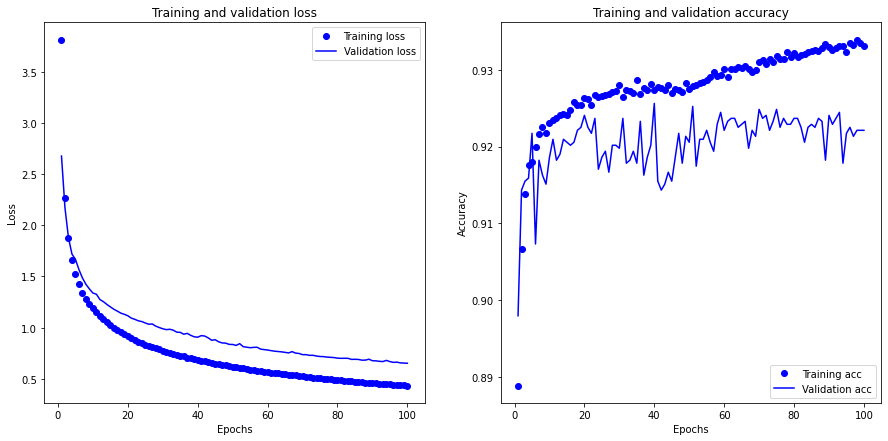 Training and validation loss
Training loss
Validation loss
3.5
3.0
2.5
2.0
1.5
1.0
0.5
Loss
0
20
40
60
80
100
Epochs
Training and validation accuracy
0.93
0.92
0.91
0.90
0.89
Accuracy
Training acc
Validation acc
0
20
40
60
80
100
Epochs